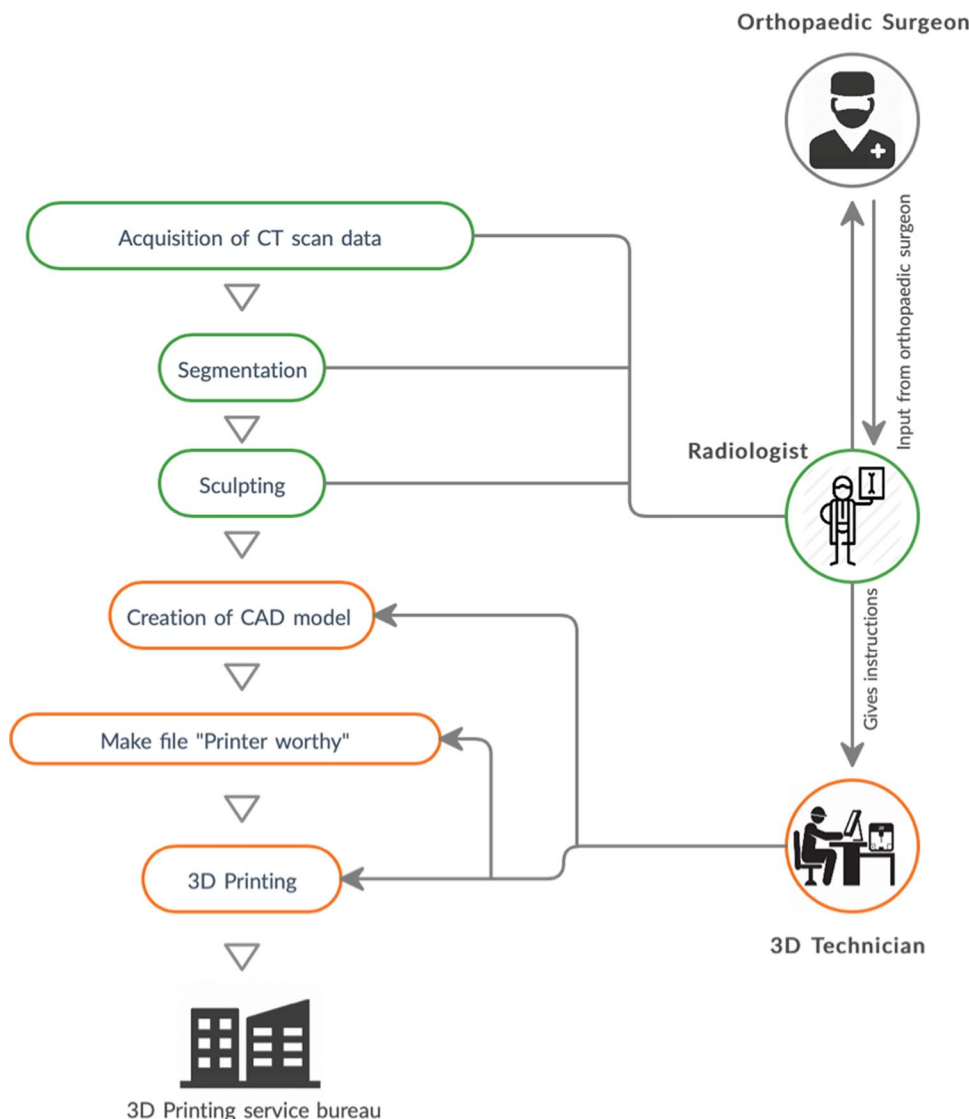 Orthopaedic Surgeon
Acquisition of CT scan data
Input from orthopaedic surgeon
Segmentation
Radiologist
Sculpting
Creation of CAD model
Gives instructions
Make file "Printer worthy"
3D Printing
3D Technician
3D Printing service bureau